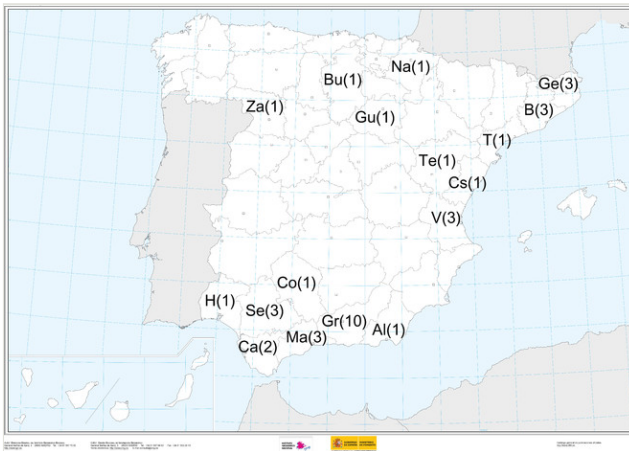 Na(1)
Bu(1)
Ge(3)
Za(1)
B(3)
Gu(1)
T(1)
Te(1)
Cs(1)
V(3)
Co(1)
H(1)
Se(3)
Gr(10)
Al(1)
Ma(3)
Ca(2)